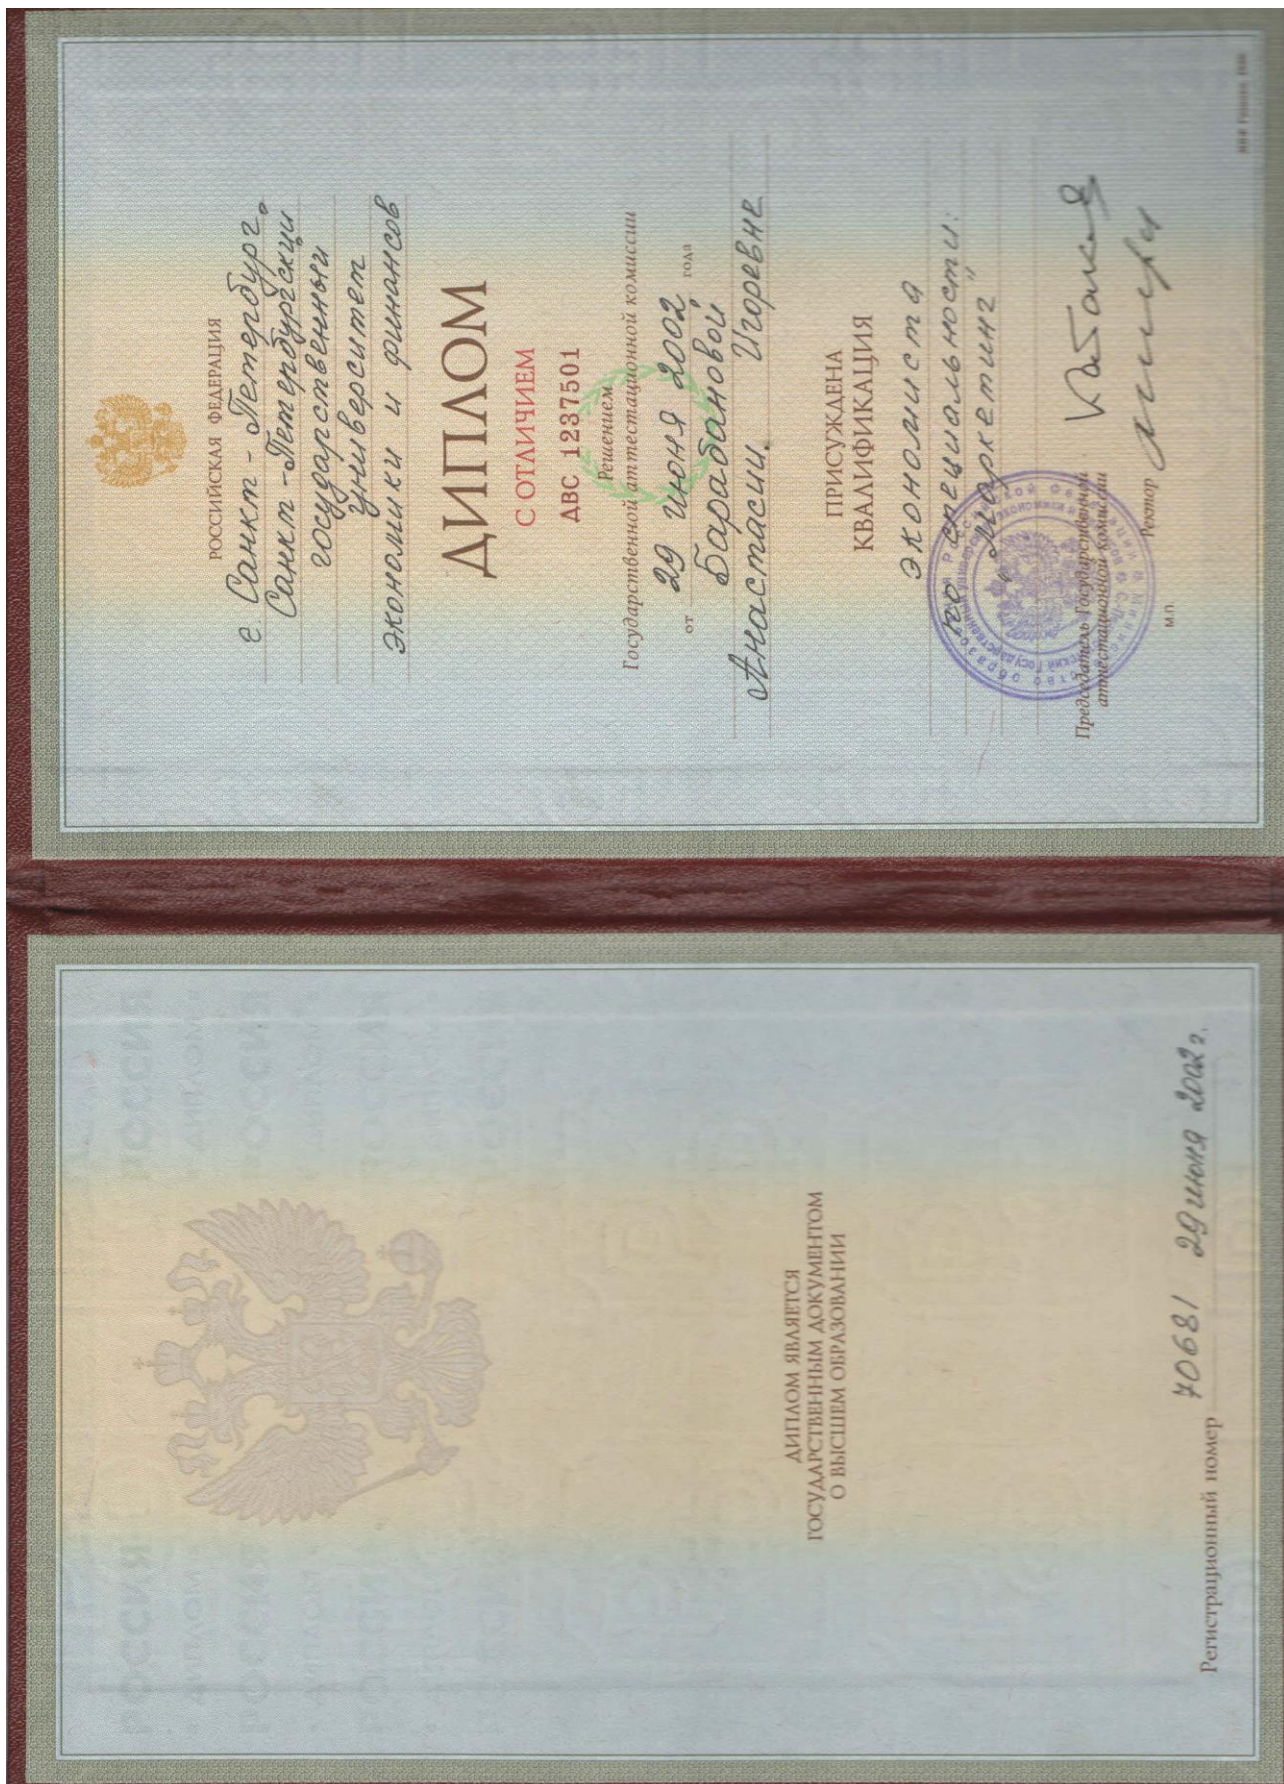 ДИПЛОМ ЯВЛЯЕТСЯ
ГОСУДАРСТВЕННЫМ ДОКУМЕНТОМ
О ВЫСШЕМ ОБРАЗОВАНИИ
Регистрационный номер 70681 29 июня 2002 г.
РОССИЙСКАЯ ФЕДЕРАЦИЯ
г. Санкт-Петербург.
Санкт-Петербургский
государственный
университет
экономики и финансов
ДИПЛОМ
С ОТЛИЧИЕМ
АВС 1237501
Решением
Государственной аттестационной комиссии
от 29 июня 2002 года
Барабановой
Анастасии Игоревне
ПРИСУЖДЕНА
КВАЛИФИКАЦИЯ
экономиста
по специальности:
"Маркетинг"
Председатель Государственной
аттестационной комиссии
Ректор
М.П.